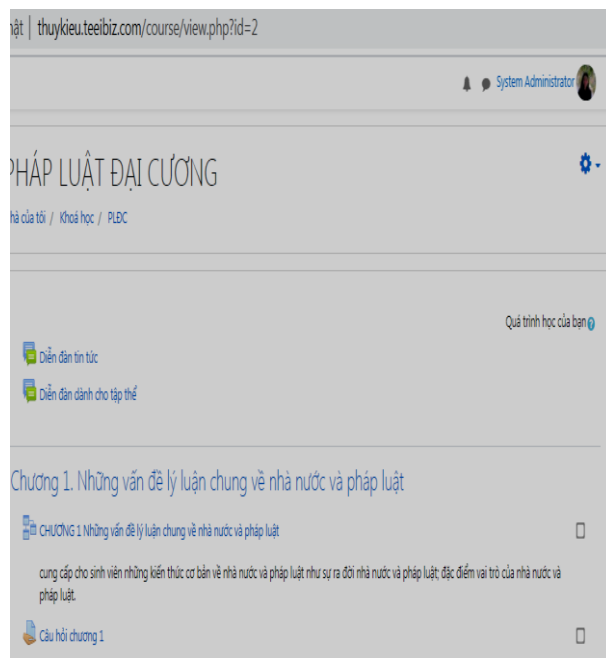 nật | thuykieu.teeibiz.com/course/view.php?id=2
System Administrator
PHÁP LUẬT ĐẠI CƯƠNG
hà của tôi / Khoá học / PLĐC
Quá trình học của bạn
Diễn đàn tin tức
Diễn đàn dành cho tập thể
Chương 1. Những vấn đề lý luận chung về nhà nước và pháp luật
CHƯƠNG 1 Những vấn đề lý luận chung về nhà nước và pháp luật
cung cấp cho sinh viên những kiến thức cơ bản về nhà nước và pháp luật như sự ra đời nhà nước và pháp luật; đặc điểm vai trò của nhà nước và
pháp luật.
Câu hỏi chương 1